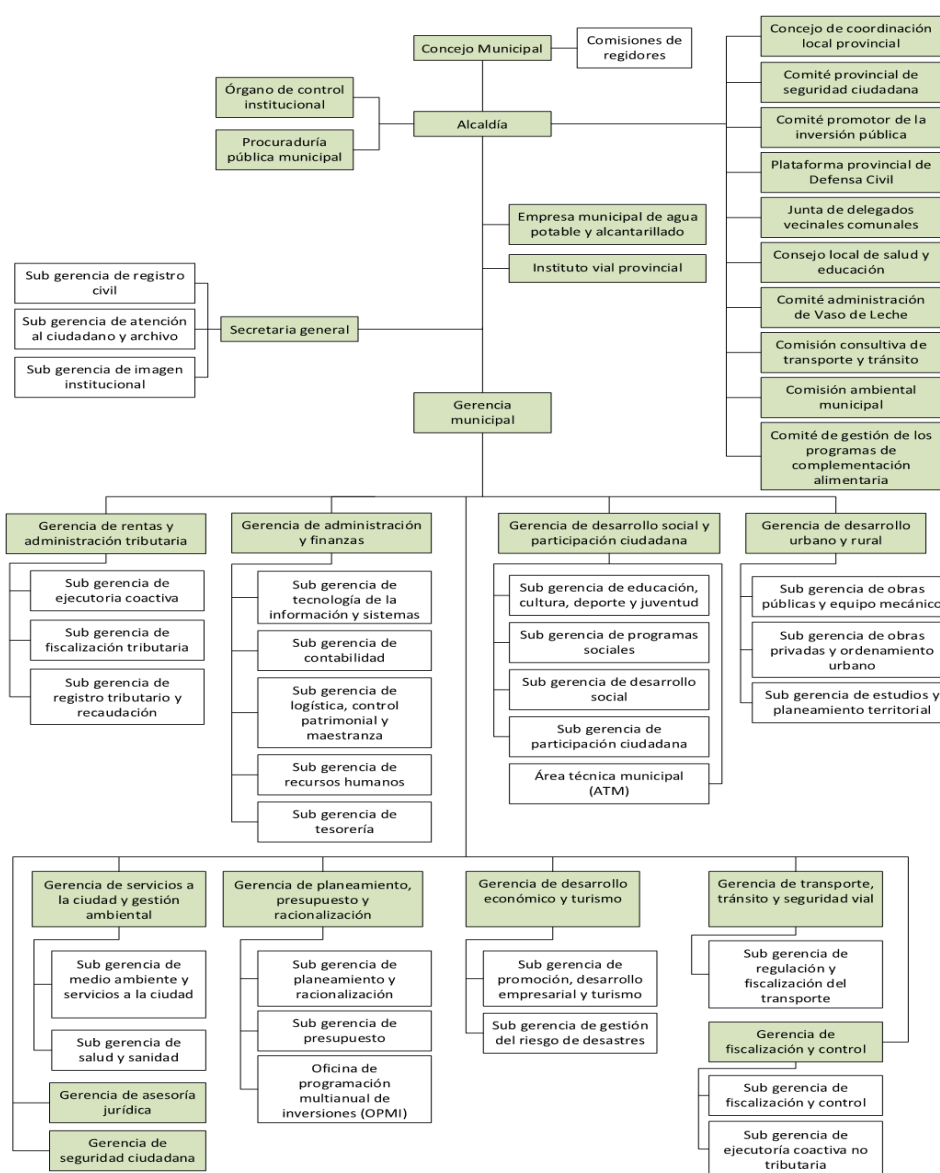 Concejo Municipal
Comisiones de
regidores
Órgano de control
institucional
Procuraduría
pública municipal
Alcaldía
Concejo de coordinación
local provincial
Comité provincial de
seguridad ciudadana
Comité promotor de la
inversión pública
Plataforma provincial de
Defensa Civil
Junta de delegados
vecinales comunales
Consejo local de salud y
educación
Comité administración
de Vaso de Leche
Comisión consultiva de
transporte y tránsito
Comisión ambiental
municipal
Comité de gestión de los
programas de
complementación
alimentaria
Empresa municipal de agua
potable y alcantarillado
Instituto vial provincial
Sub gerencia de registro
civil
Sub gerencia de atención
al ciudadano y archivo
Sub gerencia de imagen
institucional
Secretaria general
Gerencia
municipal
Gerencia de rentas y
administración tributaria
Sub gerencia de
ejecutoria coactiva
Sub gerencia de
fiscalización tributaria
Sub gerencia de
registro tributario y
recaudación
Gerencia de administración
y finanzas
Sub gerencia de
tecnología de la
información y sistemas
Sub gerencia de
contabilidad
Sub gerencia de
logística, control
patrimonial y
maestranza
Sub gerencia de
recursos humanos
Sub gerencia de
tesorería
Gerencia de desarrollo social y
participación ciudadana
Sub gerencia de educación,
cultura, deporte y juventud
Sub gerencia de programas
sociales
Sub gerencia de desarrollo
social
Sub gerencia de
participación ciudadana
Área técnica municipal
(ATM)
Gerencia de desarrollo
urbano y rural
Sub gerencia de obras
públicas y equipo mecánico
Sub gerencia de obras
privadas y ordenamiento
urbano
Sub gerencia de estudios y
planeamiento territorial
Gerencia de servicios a
la ciudad y gestión
ambiental
Sub gerencia de
medio ambiente y
servicios a la ciudad
Sub gerencia de
salud y sanidad
Gerencia de asesoría
jurídica
Gerencia de
seguridad ciudadana
Gerencia de planeamiento,
presupuesto y
racionalización
Sub gerencia de
planeamiento y
racionalización
Sub gerencia de
presupuesto
Oficina de
programación
multianual de
inversiones (OPMI)
Gerencia de desarrollo
económico y turismo
Sub gerencia de
promoción, desarrollo
empresarial y turismo
Sub gerencia de gestión
del riesgo de desastres
Gerencia de transporte,
tránsito y seguridad vial
Sub gerencia de
regulación y
fiscalización del
transporte
Gerencia de
fiscalización y control
Sub gerencia de
fiscalización y control
Sub gerencia de
ejecutoría coactiva no
tributaria